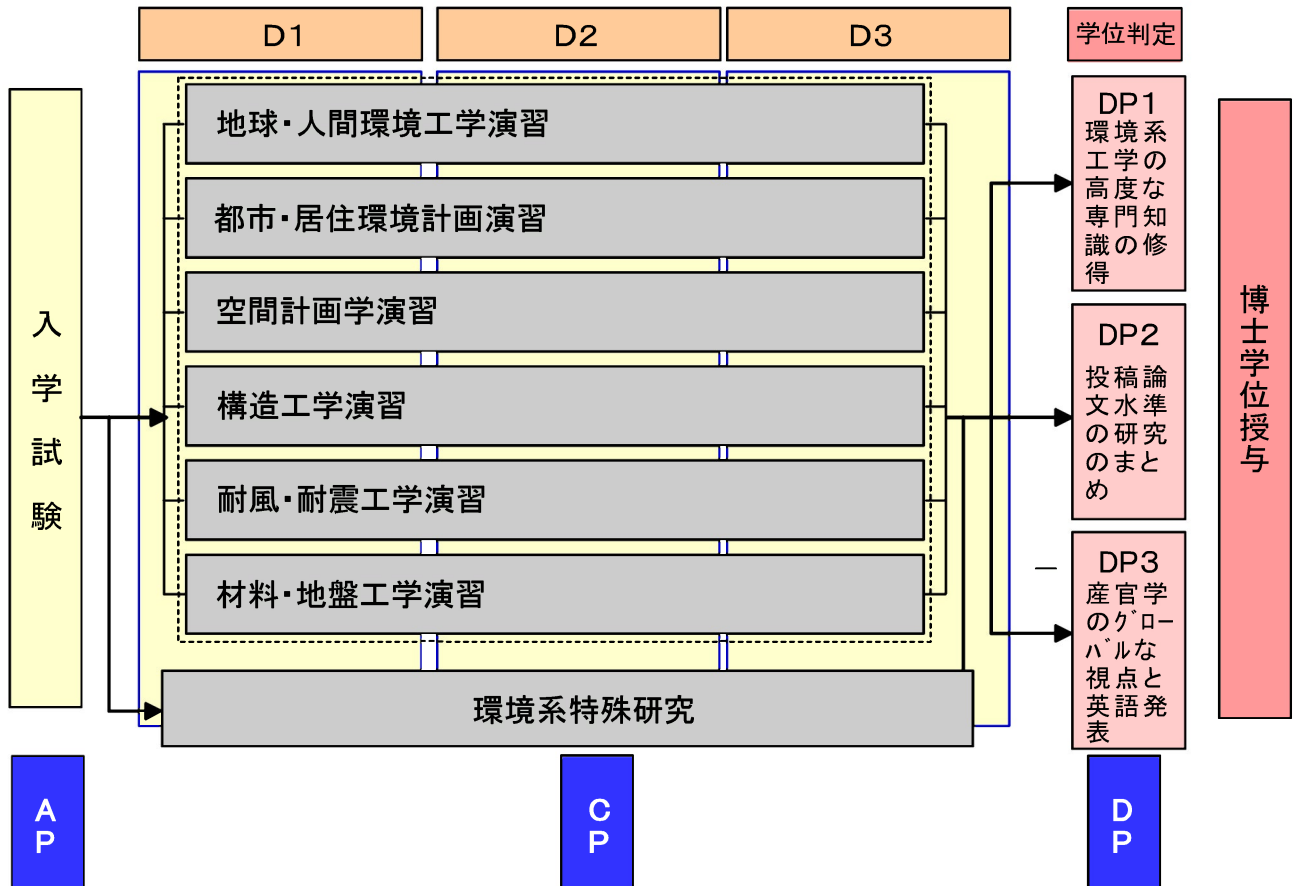 D1
D2
D3
学位判定
入
学
試
験
地球・人間環境工学演習
都市・居住環境計画演習
空間計画学演習
構造工学演習
耐風・耐震工学演習
材料・地盤工学演習
環境系特殊研究
DP1
環境系
工学の
高度な
専門知
識の修
得
DP2
投稿論
文水準
の研究
のまと
め
DP3
産官学
のグロー
バルな
視点と
英語発
表
博士学位授与
A
P
C
P
D
P